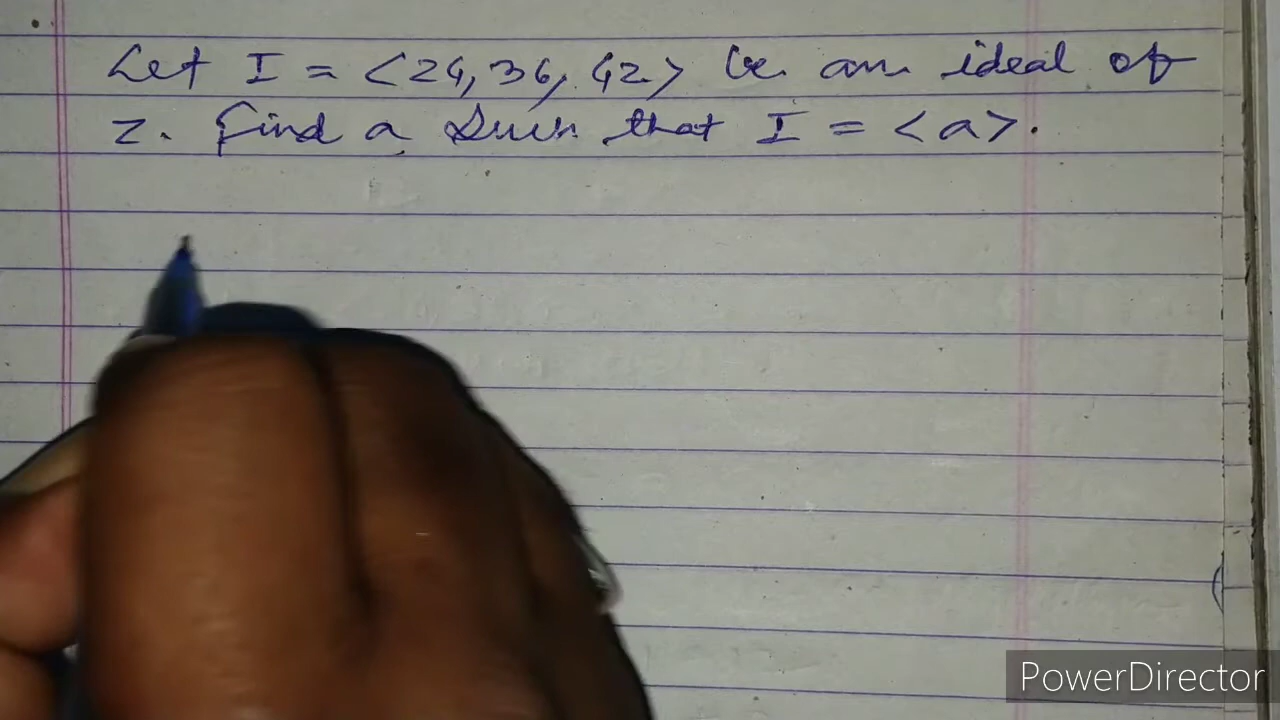 Let I = <24, 36, 42> be an ideal of
Z. Find a such that I = <a>.
PowerDirector